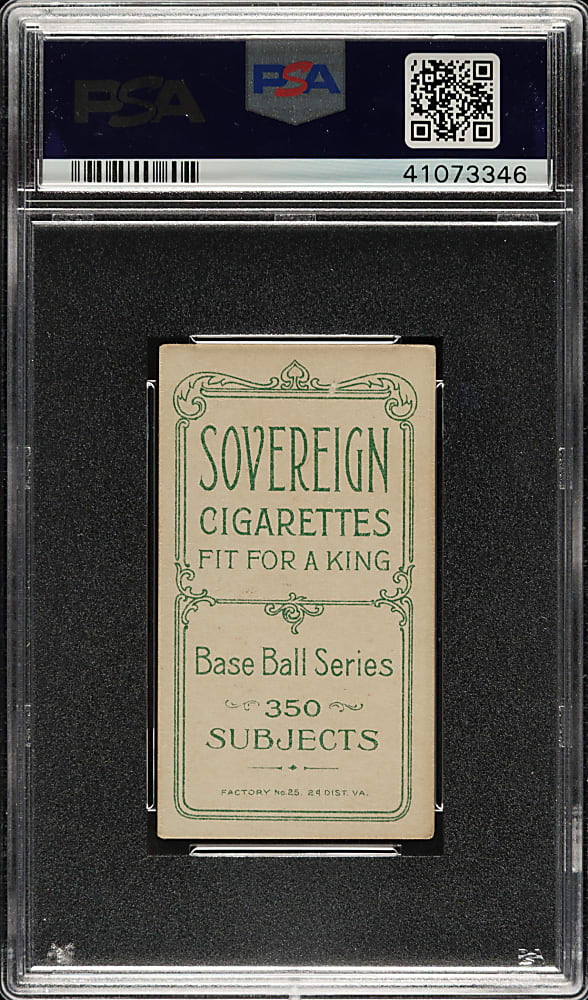 PSA PSA
41073346
SOVEREIGN
CIGARETTES
FIT FOR A KING
Base Ball Series
350
SUBJECTS
FACTORY No. 25. 2d DIST. VA.